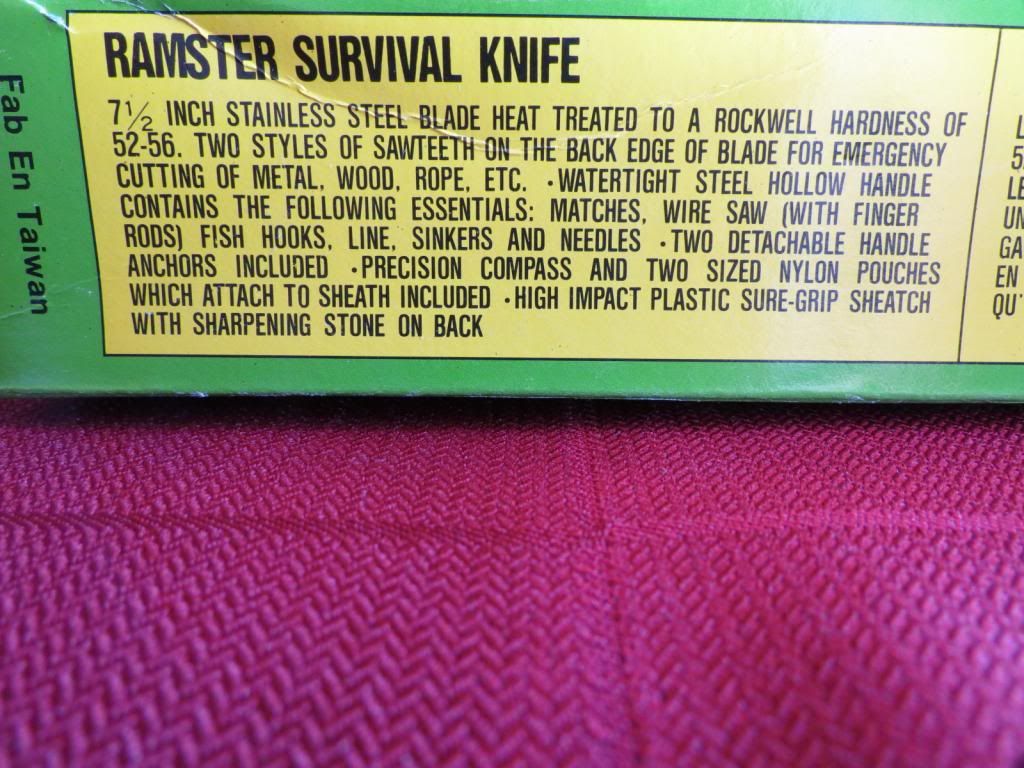 RAMSTER SURVIVAL KNIFE
7½ INCH STAINLESS STEEL BLADE HEAT TREATED TO A ROCKWELL HARDNESS OF
52-56. TWO STYLES OF SAWTEETH ON THE BACK EDGE OF BLADE FOR EMERGENCY
CUTTING OF METAL, WOOD, ROPE, ETC. •WATERTIGHT STEEL HOLLOW HANDLE
CONTAINS THE FOLLOWING ESSENTIALS: MATCHES, WIRE SAW (WITH FINGER
RODS) FISH HOOKS, LINE, SINKERS AND NEEDLES •TWO DETACHABLE HANDLE
ANCHORS INCLUDED •PRECISION COMPASS AND TWO SIZED NYLON POUCHES
WHICH ATTACH TO SHEATH INCLUDED •HIGH IMPACT PLASTIC SURE-GRIP SHEATCH
WITH SHARPENING STONE ON BACK
Fab En Taiwan
EN